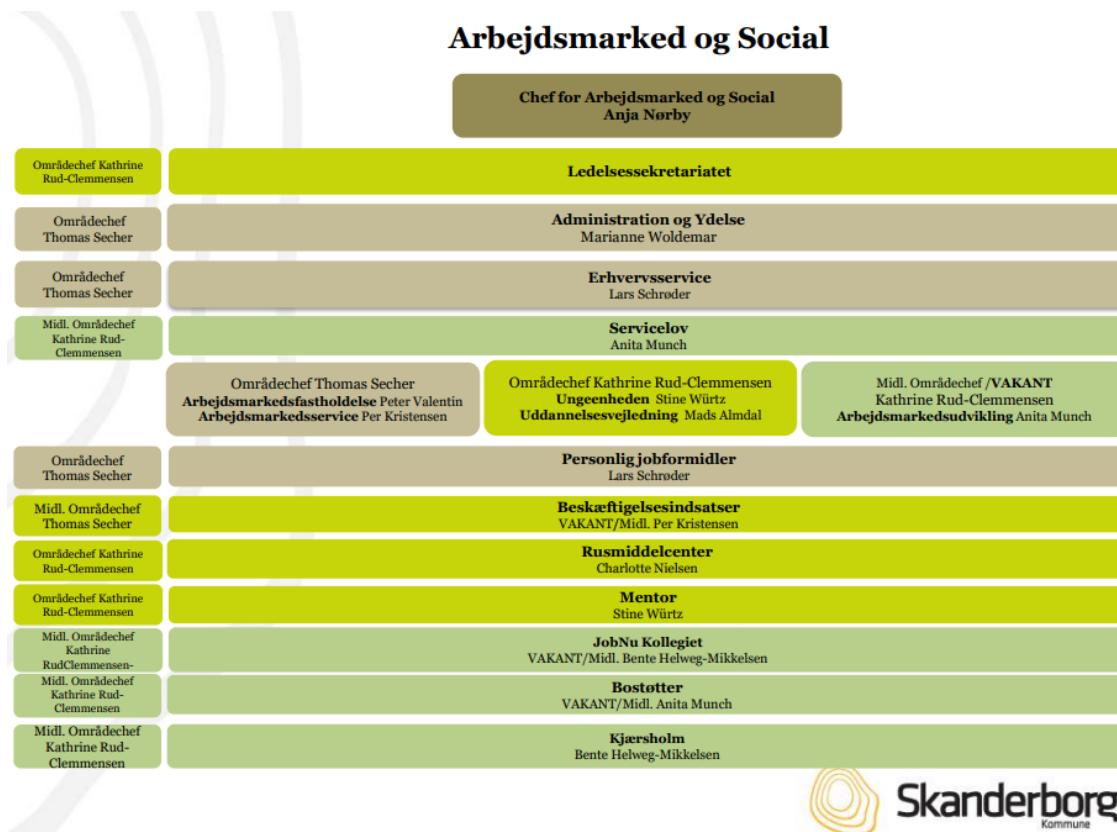 Arbejdsmarked og Social
Chef for Arbejdsmarked og Social
Anja Nørby
Områdechef Kathrine
Rud-Clemmensen
Ledelsessekretariatet
Områdechef
Thomas Secher
Administration og Ydelse
Marianne Woldemar
Områdechef
Thomas Secher
Erhvervsservice
Lars Schrøder
Midl. Områdechef
Kathrine Rud-
Clemmensen
Servicelov
Anita Munch
Områdechef Thomas Secher
Arbejdsmarkedsfastholdelse Peter Valentin
Arbejdsmarkedsservice Per Kristensen
Områdechef Kathrine Rud-Clemmensen
Ungeenheden Stine Würtz
Uddannelsesvejledning Mads Almdal
Midl. Områdechef /VAKANT
Kathrine Rud-Clemmensen
Arbejdsmarkedsudvikling Anita Munch
Områdechef
Thomas Secher
Personlig jobformidler
Lars Schrøder
Midl. Områdechef
Thomas Secher
Beskæftigelsesindsatser
VAKANT/Midl. Per Kristensen
Områdechef Kathrine
Rud-Clemmensen
Rusmiddelcenter
Charlotte Nielsen
Områdechef Kathrine
Rud-Clemmensen
Mentor
Stine Würtz
Midl. Områdechef
Kathrine
RudClemmensen-
JobNu Kollegiet
VAKANT/Midl. Bente Helweg-Mikkelsen
Midl. Områdechef
Kathrine Rud-
Clemmensen
Bostøtter
VAKANT/Midl. Anita Munch
Midl. Områdechef
Kathrine Rud-
Clemmensen
Kjærsholm
Bente Helweg-Mikkelsen
Skanderborg
Kommune